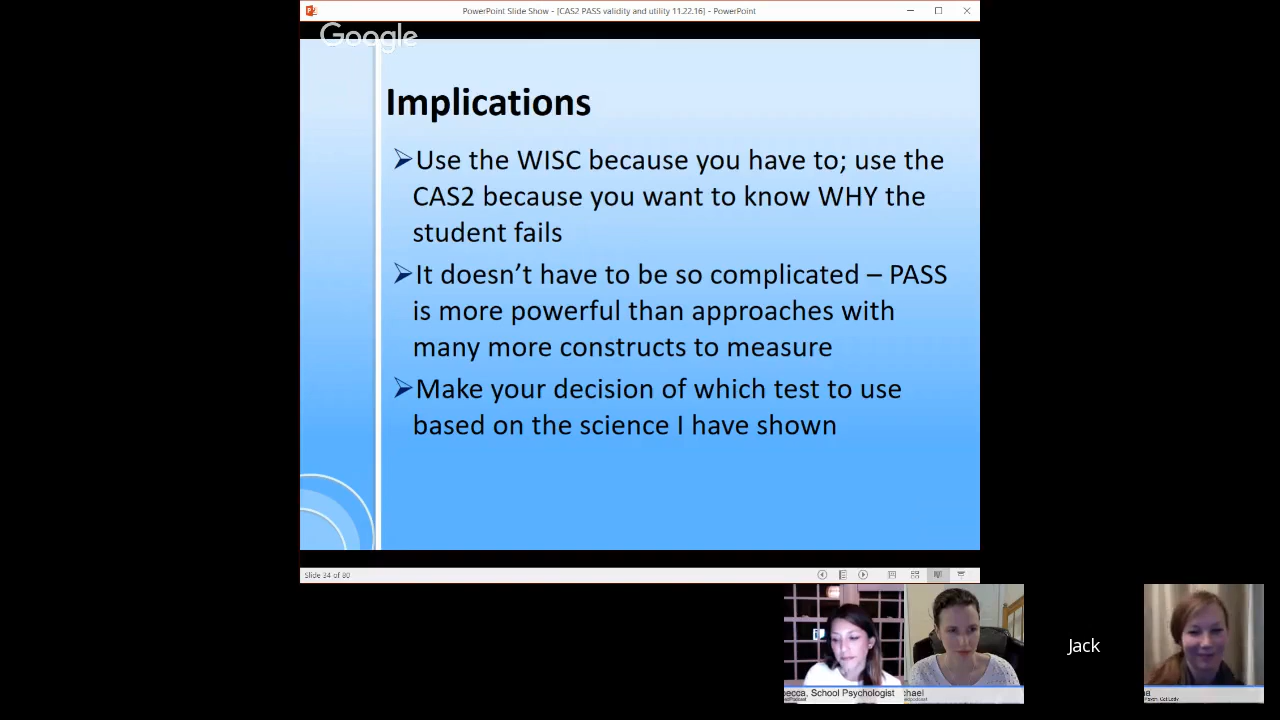 PowerPoint Slide Show - [CAS2 PASS validity and utility 11.22.16] - PowerPoint
Google
Implications
Use the WISC because you have to; use the
CAS2 because you want to know WHY the
student fails
It doesn't have to be so complicated – PASS
is more powerful than approaches with
many more constructs to measure
Make your decision of which test to use
based on the science I have shown
Slide 34 of 80
Jack
becca, School Psychologist
hael